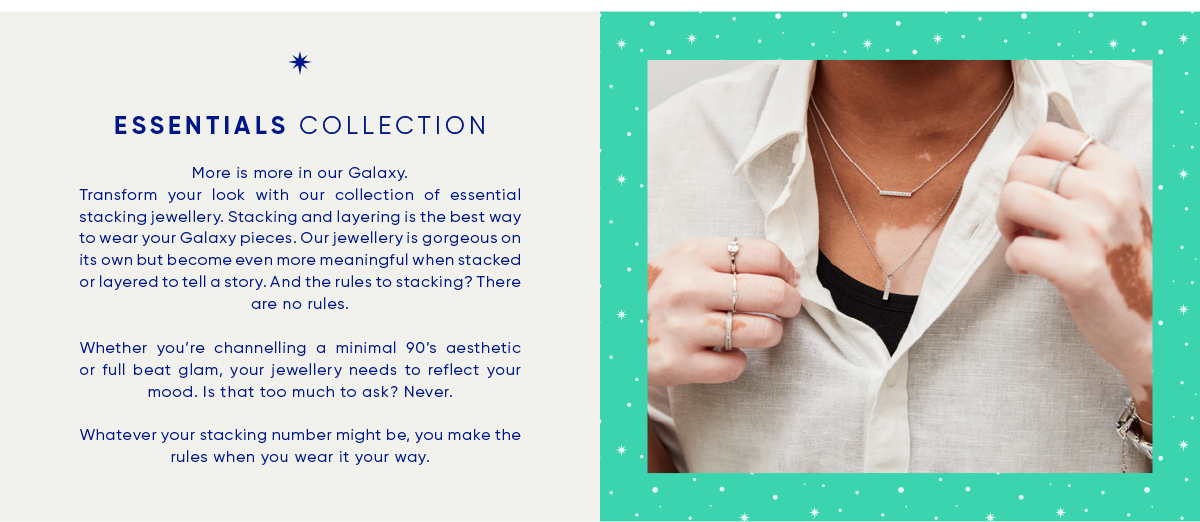 ESSENTIALS COLLECTION
More is more in our Galaxy.
Transform your look with our collection of essential
stacking jewellery. Stacking and layering is the best way
to wear your Galaxy pieces. Our jewellery is gorgeous on
its own but become even more meaningful when stacked
or layered to tell a story. And the rules to stacking? There
are no rules.
Whether you’re channelling a minimal 90’s aesthetic
or full beat glam, your jewellery needs to reflect your
mood. Is that too much to ask? Never.
Whatever your stacking number might be, you make the
rules when you wear it your way.